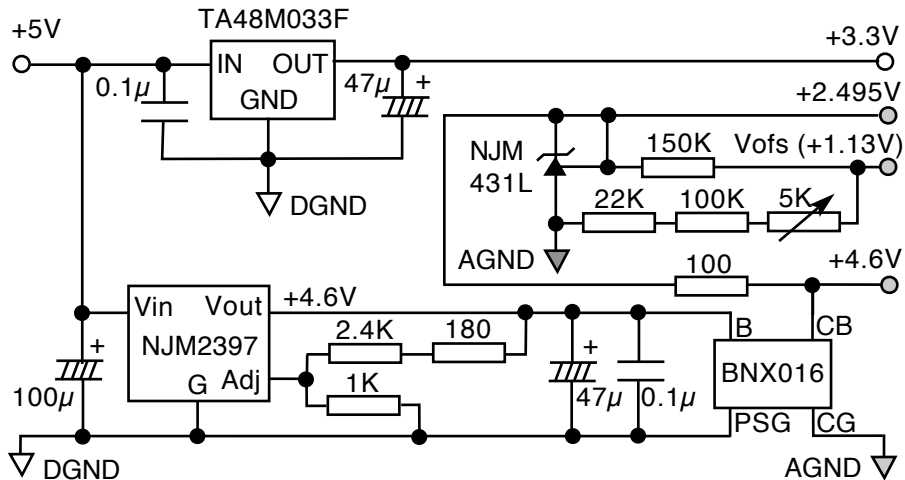 TA48M033F
+5V
+3.3V
IN OUT
GND
0.1µ
47µ
+
+2.495V
NJM
431L
150K
Vofs (+1.13V)
22K
100K
5K
DGND
AGND
100
+4.6V
Vin
Vout
+4.6V
NJM2397
G
Adj
2.4K
180
1K
+
100µ
+
47µ
0.1µ
B
CB
BNX016
PSG
CG
DGND
AGND